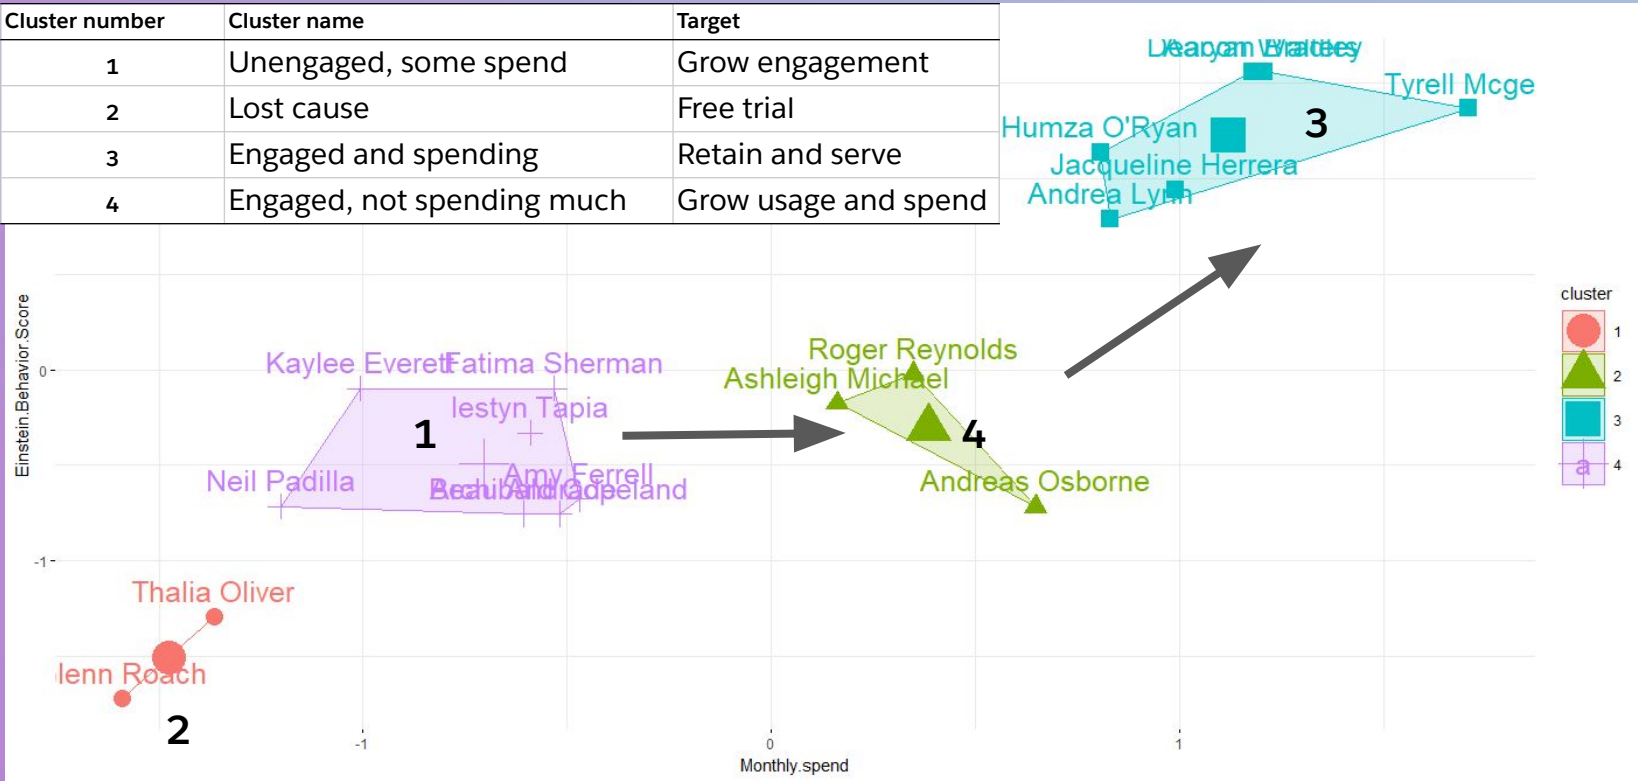 Cluster number Cluster name Target
1 Unengaged, some spend Grow engagement
2 Lost cause Free trial
3 Engaged and spending Retain and serve
4 Engaged, not spending much Grow usage and spend
Tyrell Mcge
3
Humza O'Ryan
Jacqueline Herrera
Andrea Lynn
Einstein.Behavior.Score
0
-1
Kaylee Everett Fatima Sherman
Iestyn Tapia
1
Neil Padilla
Amy Ferrell
Roger Reynolds
Ashleigh Michael
4
Andreas Osborne
Thalia Oliver
lenn Roach
2
-1 0 1
Monthly.spend
cluster
1
2
3
a 4